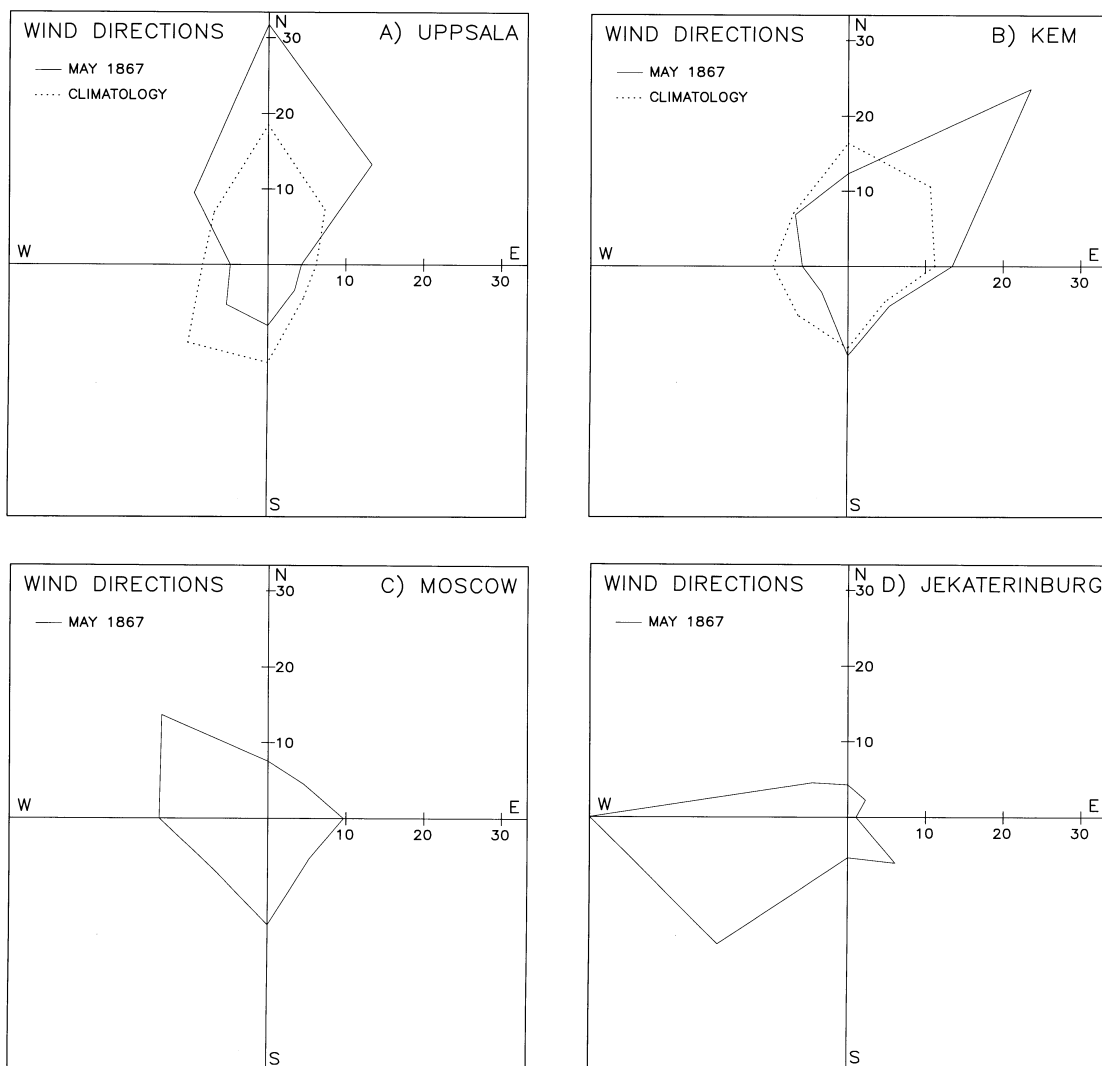 WIND DIRECTIONS
N
A) UPPSALA
MAY 1867
CLIMATOLOGY
30
20
10
W
E
10
20
30
S
WIND DIRECTIONS
N
B) KEM
MAY 1867
CLIMATOLOGY
30
20
10
W
E
10
20
30
S
WIND DIRECTIONS
N
C) MOSCOW
MAY 1867
30
20
10
W
E
10
20
30
S
WIND DIRECTIONS
N
D) JEKATERINBURG
MAY 1867
30
20
10
W
E
10
20
30
S